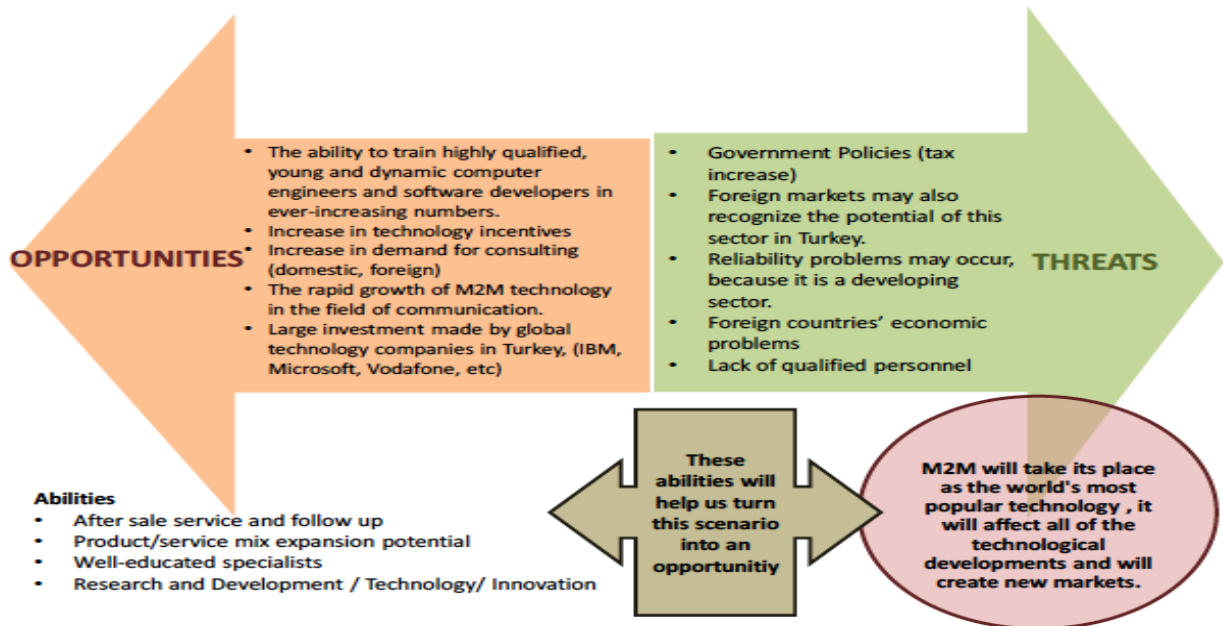 OPPORTUNITIES
• The ability to train highly qualified,
young and dynamic computer
engineers and software developers in
ever-increasing numbers.
• Increase in technology incentives
• Increase in demand for consulting
(domestic, foreign)
• The rapid growth of M2M technology
in the field of communication.
• Large investment made by global
technology companies in Turkey, (IBM,
Microsoft, Vodafone, etc)
• Government Policies (tax
increase)
• Foreign markets may also
recognize the potential of this
sector in Turkey.
• Reliability problems may occur,
because it is a developing
sector.
• Foreign countries’ economic
problems
• Lack of qualified personnel
THREATS
Abilities
• After sale service and follow up
• Product/service mix expansion potential
• Well-educated specialists
• Research and Development / Technology/ Innovation
These
abilities will
help us turn
this scenario
into an
opportunitiy
M2M will take its place
as the world's most
popular technology , it
will affect all of the
technological
developments and will
create new markets.